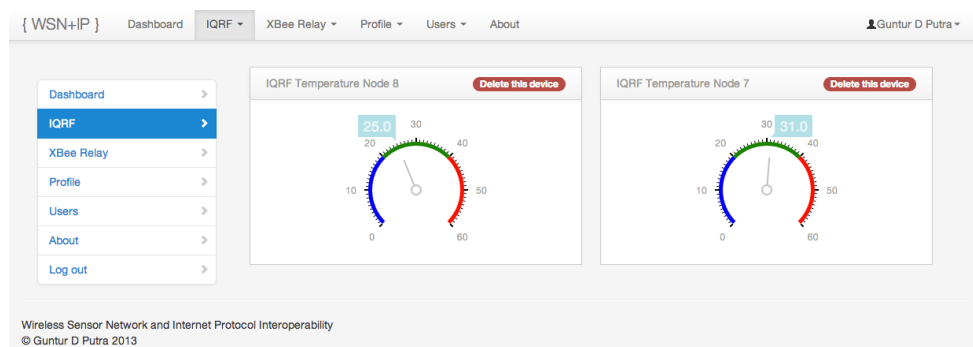 { WSN+IP } Dashboard IQRF XBee Relay Profile Users About Guntur D Putra
Dashboard
IQRF
XBee Relay
Profile
Users
About
Log out
IQRF Temperature Node 8 Delete this device
25.0
0 10 20 30 40 50 60
IQRF Temperature Node 7 Delete this device
31.0
0 10 20 30 40 50 60
Wireless Sensor Network and Internet Protocol Interoperability
© Guntur D Putra 2013